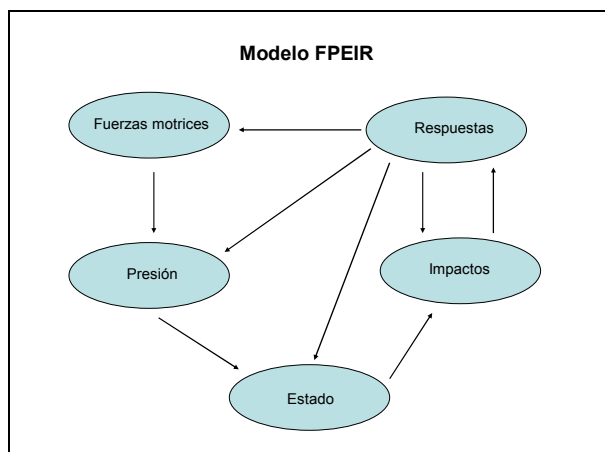 Modelo FPEIR
Fuerzas motrices
Respuestas
Presión
Impactos
Estado